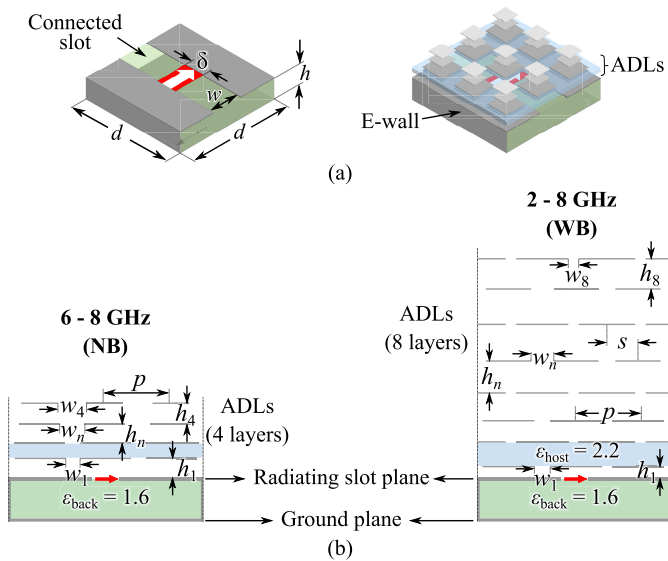 Connected
slot
δ
w
h
d
d
ADLs
E-wall
(a)
2 - 8 GHz
(WB)
w8
h8
ADLs
(8 layers)
s
wn
hn
p
εhost = 2.2
w1
h1
εback = 1.6
6 - 8 GHz
(NB)
p
w4
h4
wn
hn
ADLs
(4 layers)
w1
h1
εback = 1.6
Radiating slot plane
Ground plane
(b)